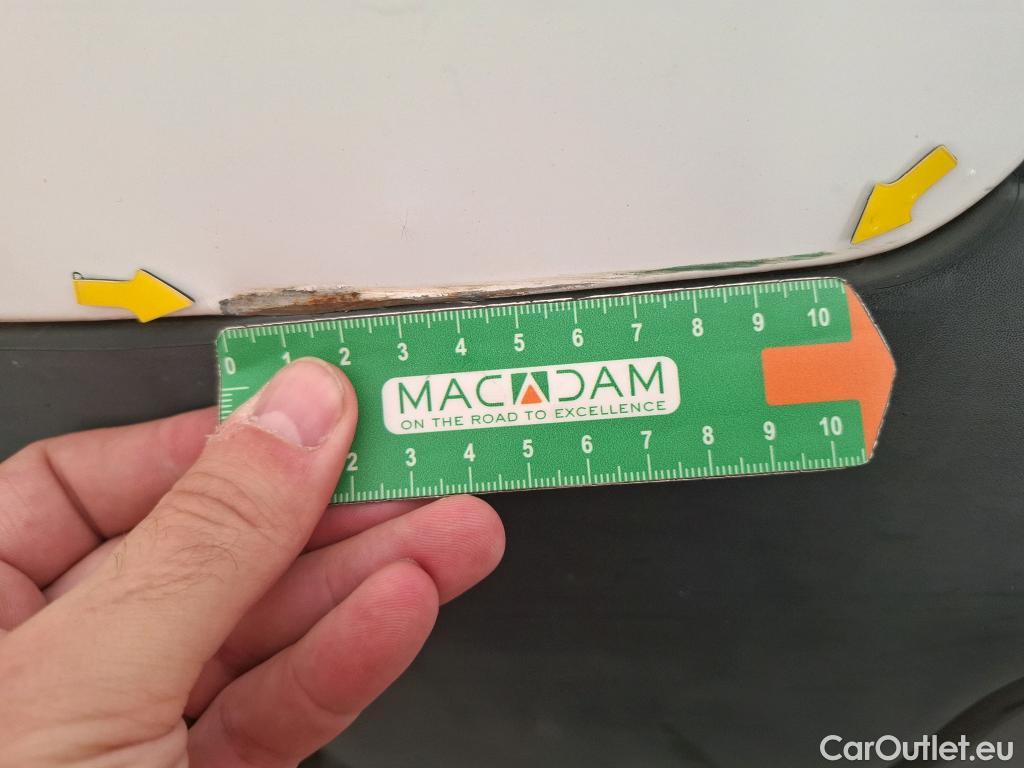 0 1 2 3 4 5 6 7 8 9 10
MACADAM
ON THE ROAD TO EXCELLENCE
2 3 4 5 6 7 8 9 10
CarOutlet.eu